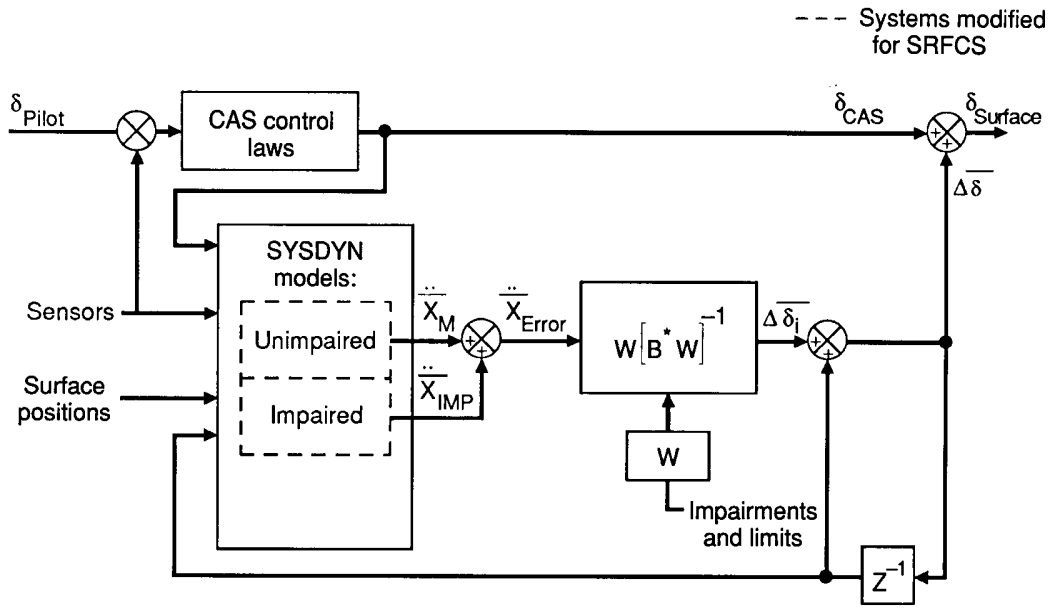 --- Systems modified
for SRFCS
δPilot
CAS control
laws
δCAS
δSurface
+ +
Δδ
SYSDYN
models:
Sensors
Unimpaired
ẌM
+ +
ẌError
W[B* W]⁻¹
Δδi
+ +
ẌIMP
Surface
positions
Impaired
W
Impairments
and limits
Z⁻¹